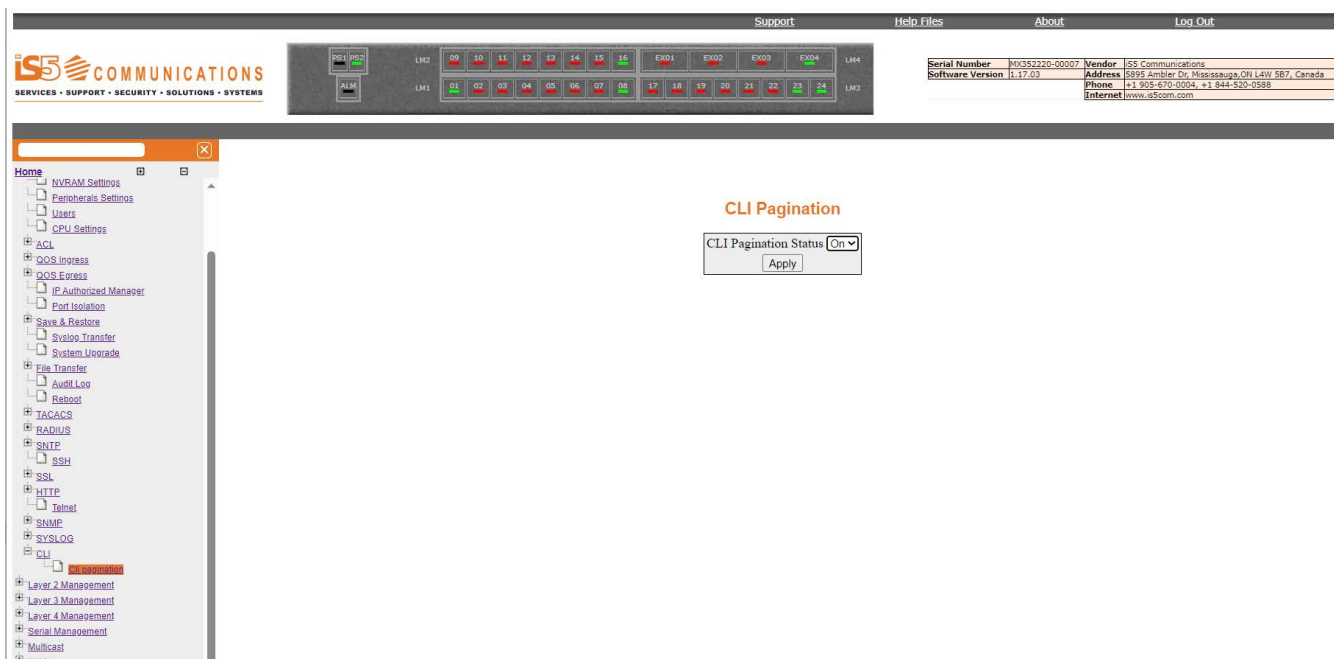 Support Help Files About Log Out
iS5 COMMUNICATIONS
SERVICES • SUPPORT • SECURITY • SOLUTIONS • SYSTEMS
PS1 PS2 LM2 09 10 11 12 13 14 15 16 EX01 EX02 EX03 EX04 LM4
ALM LM1 01 02 03 04 05 06 07 08 17 18 19 20 21 22 23 24 LM3
Serial Number MX352220-00007 Vendor iS5 Communications
Software Version 1.17.03 Address 5895 Ambler Dr, Mississauga,ON L4W 5B7, Canada
Phone +1 905-670-0004, +1 844-520-0588
Internet www.is5com.com
Home
NVRAM Settings
Peripherals Settings
Users
CPU Settings
ACL
QOS Ingress
QOS Egress
IP Authorized Manager
Port Isolation
Save & Restore
Syslog Transfer
System Upgrade
File Transfer
Audit Log
Reboot
TACACS
RADIUS
SNTP
SSH
SSL
HTTP
Telnet
SNMP
SYSLOG
CLI
Cli pagination
Layer 2 Management
Layer 3 Management
Layer 4 Management
Serial Management
Multicast
CLI Pagination
CLI Pagination Status On
Apply